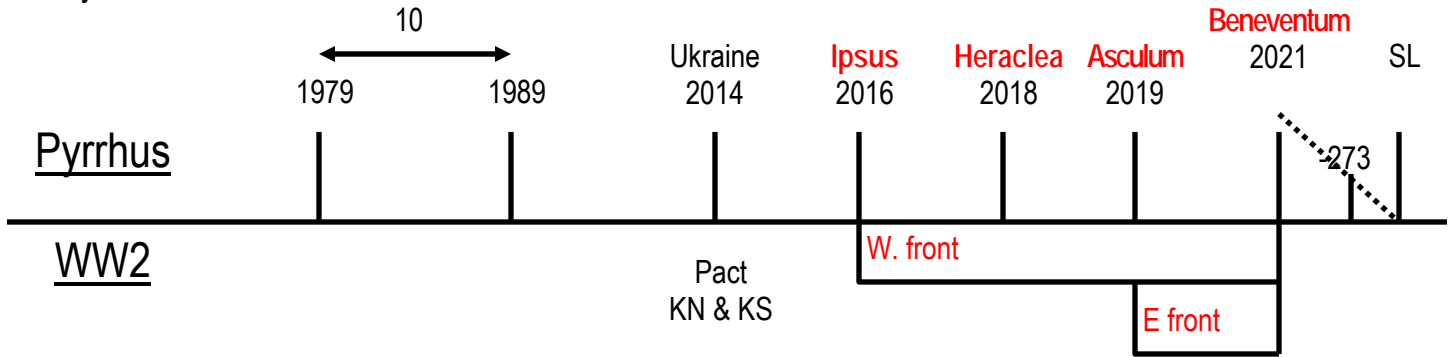 10
Beneventum
Ukraine Ipsus Heraclea Asculum 2021 SL
1979 1989 2014 2016 2018 2019
Pyrrhus
-273
WW2
W. front
Pact
KN & KS
E front